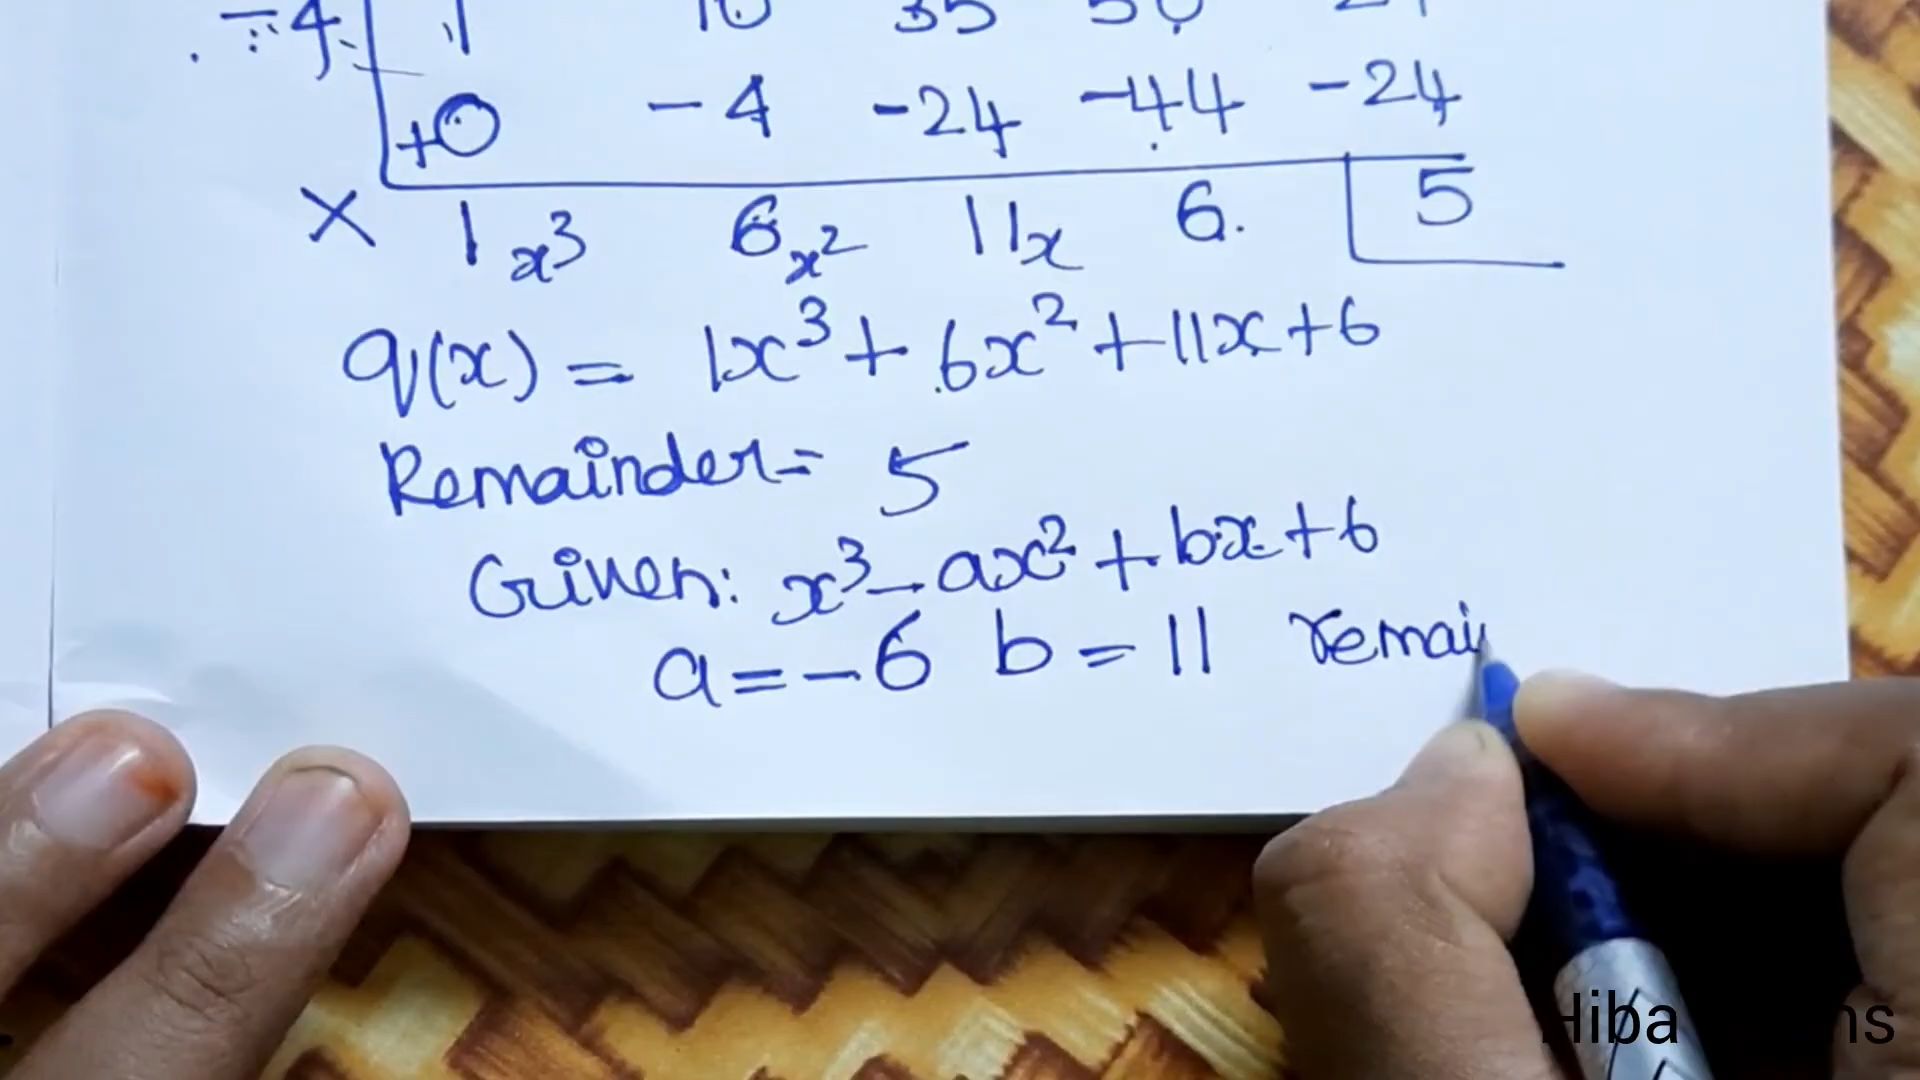 -4 1 10 35 50
+0 -4 -24 -44 -24
× 1x³ 6x² 11x 6. 5
q(x) = 1x³ + 6x² + 11x + 6
Remainder = 5
Given: x³ - ax² + bx + 6
a = -6 b = 11 remai
Hiba